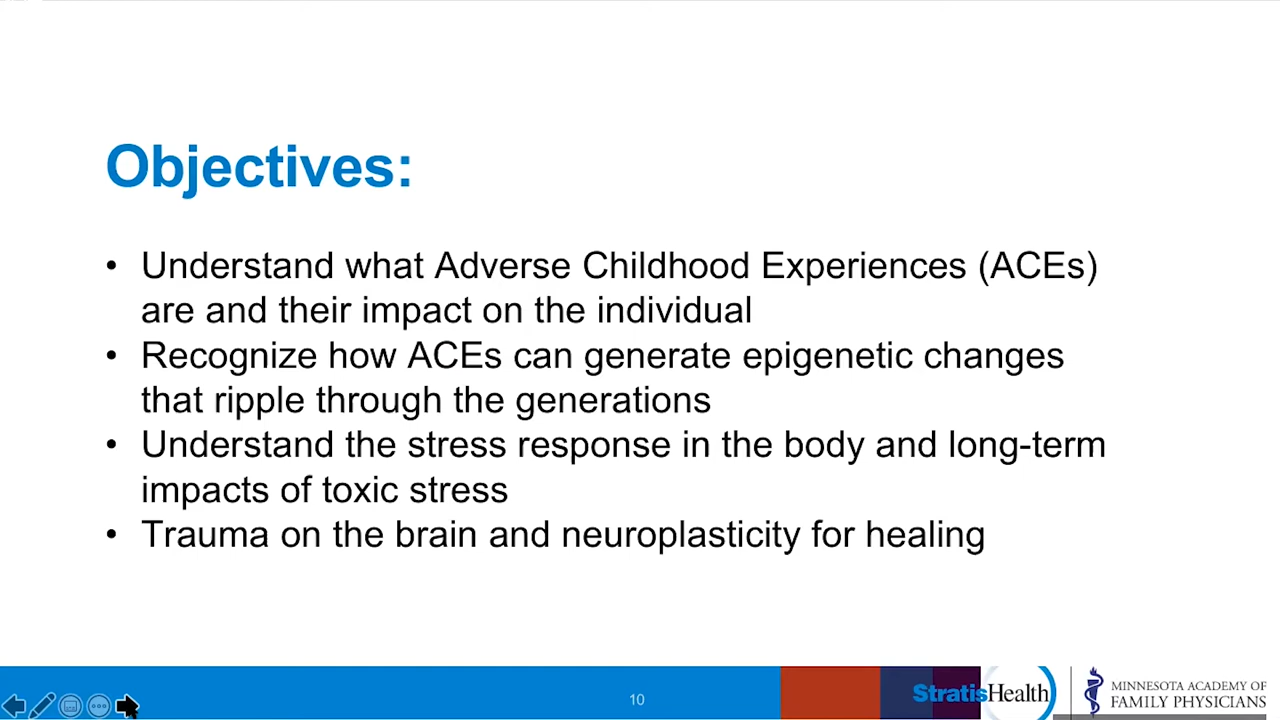 Objectives:
• Understand what Adverse Childhood Experiences (ACEs)
are and their impact on the individual
• Recognize how ACEs can generate epigenetic changes
that ripple through the generations
• Understand the stress response in the body and long-term
impacts of toxic stress
• Trauma on the brain and neuroplasticity for healing
10
StratisHealth
MINNESOTA ACADEMY OF
FAMILY PHYSICIANS